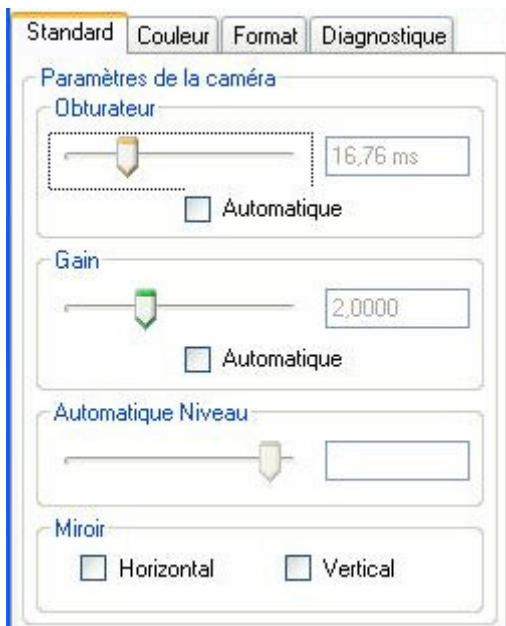 Standard Couleur Format Diagnostique
Paramètres de la caméra
Obturateur
16,76 ms
Automatique
Gain
2,0000
Automatique
Automatique Niveau
Miroir
Horizontal Vertical